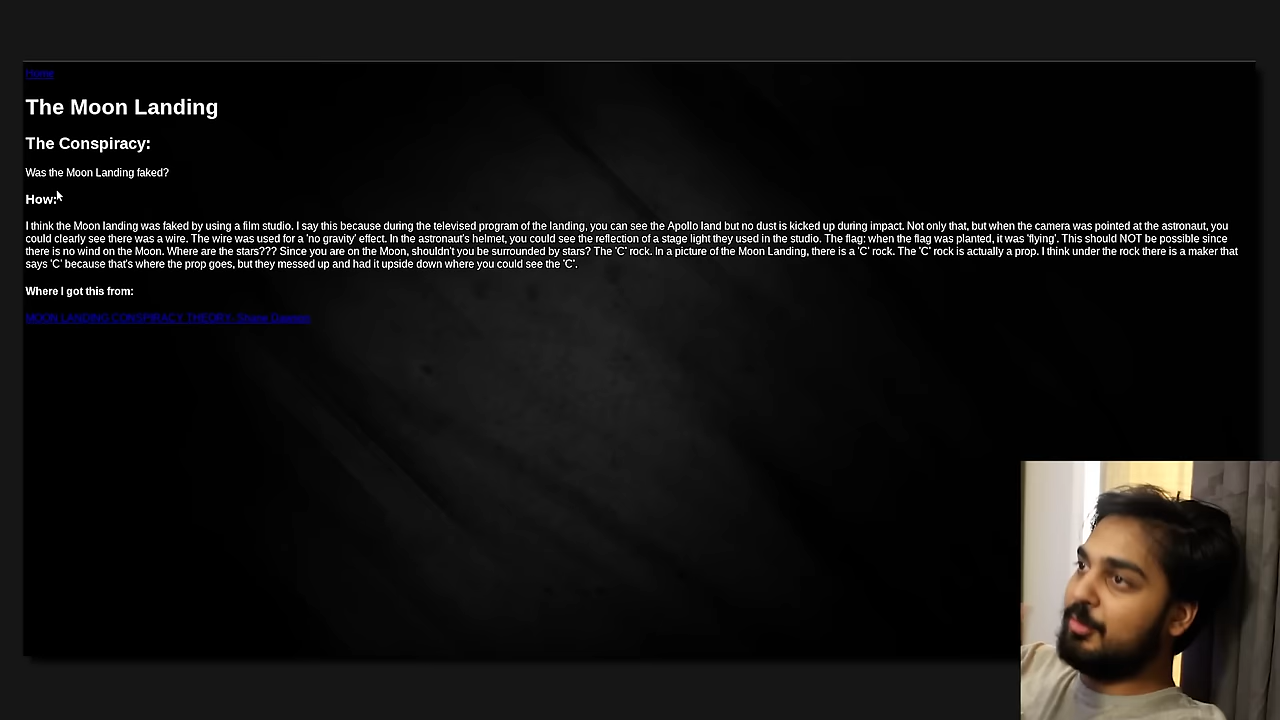 Home
The Moon Landing
The Conspiracy:
Was the Moon Landing faked?
How:
I think the Moon landing was faked by using a film studio. I say this because during the televised program of the landing, you can see the Apollo land but no dust is kicked up during impact. Not only that, but when the camera was pointed at the astronaut, you
could clearly see there was a wire. The wire was used for a 'no gravity' effect. In the astronaut's helmet, you could see the reflection of a stage light they used in the studio. The flag: when the flag was planted, it was 'flying'. This should NOT be possible since
there is no wind on the Moon. Where are the stars??? Since you are on the Moon, shouldn't you be surrounded by stars? The 'C' rock. In a picture of the Moon Landing, there is a 'C' rock. The 'C' rock is actually a prop. I think under the rock there is a maker that
says 'C' because that's where the prop goes, but they messed up and had it upside down where you could see the 'C'.
Where I got this from:
MOON LANDING CONSPIRACY THEORY- Shane Dawson